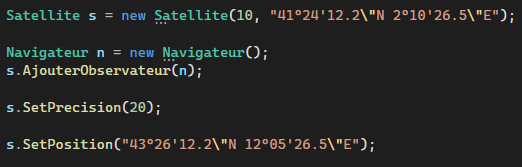 Satellite s = new Satellite(10, "41°24'12.2\"N 2°10'26.5\"E");
Navigateur n = new Navigateur();
s.AjouterObservateur(n);
s.SetPrecision(20);
s.SetPosition("43°26'12.2\"N 12°05'26.5\"E");